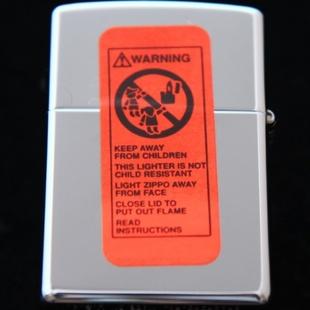 WARNING
KEEP AWAY
FROM CHILDREN
THIS LIGHTER IS NOT
CHILD RESISTANT
LIGHT ZIPPO AWAY
FROM FACE
CLOSE LID TO
PUT OUT FLAME
READ
INSTRUCTIONS